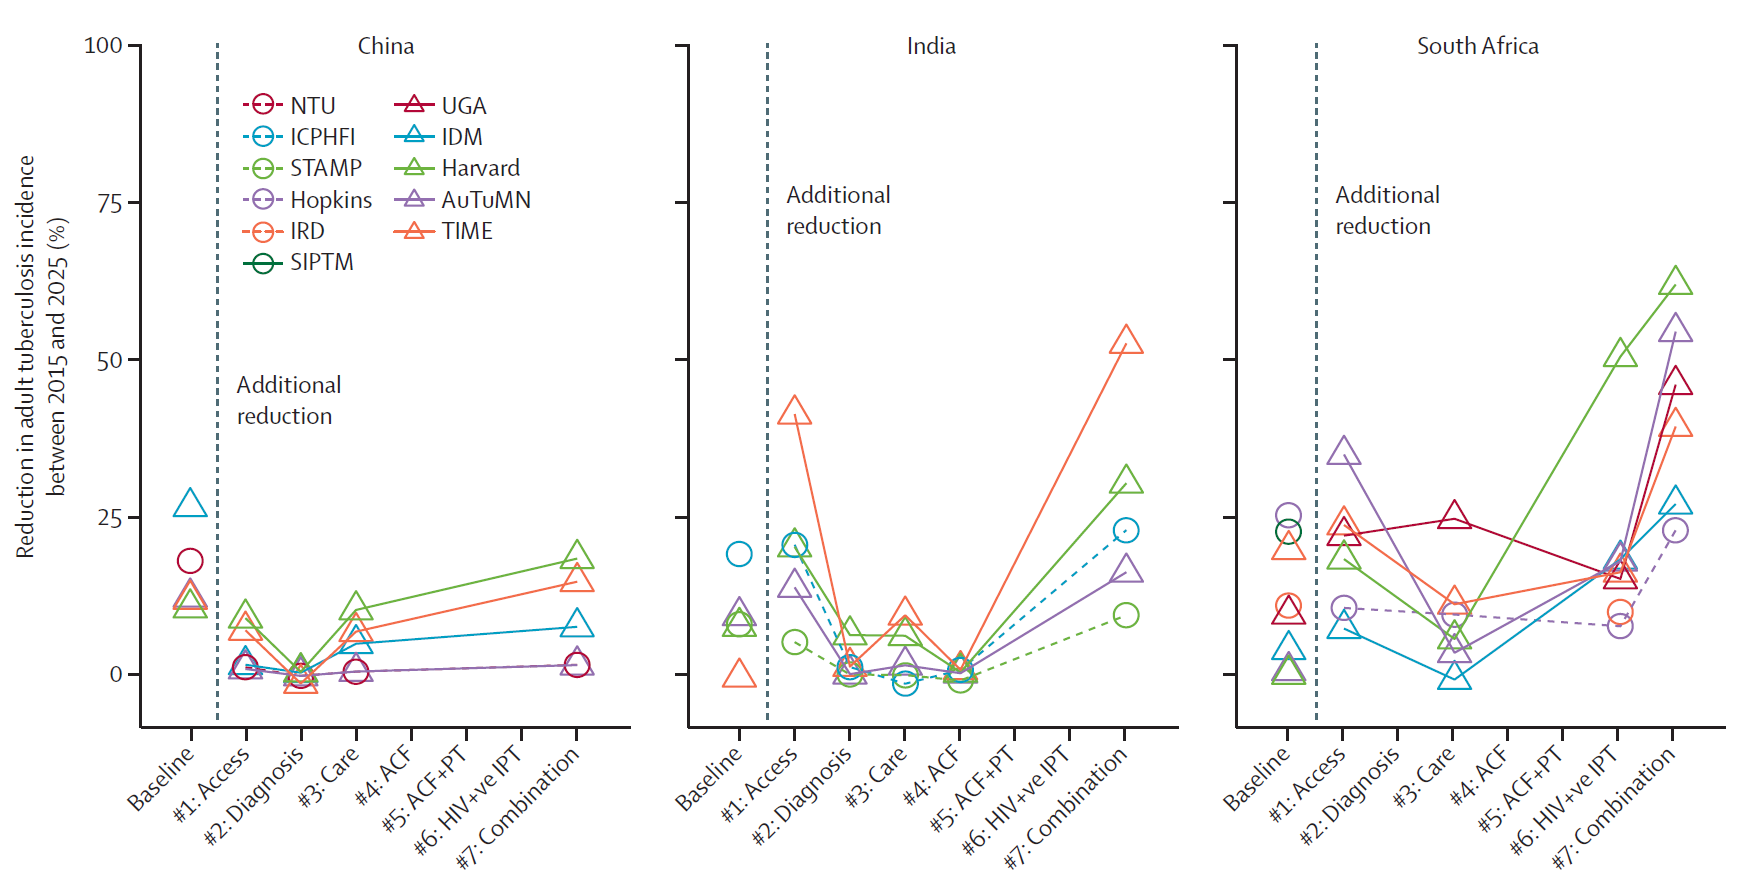 Reduction in adult tuberculosis incidence
between 2015 and 2025 (%)
100
75
50
25
0
China
NTU
ICPHFI
STAMP
Hopkins
IRD
SIPTM
UGA
IDM
Harvard
AuTuMN
TIME
Additional
reduction
Baseline
#1: Access
#2: Diagnosis
#3: Care
#4: ACF
#5: ACF+PT
#6: HIV+ve IPT
#7: Combination
India
Additional
reduction
Baseline
#1: Access
#2: Diagnosis
#3: Care
#4: ACF
#5: ACF+PT
#6: HIV+ve IPT
#7: Combination
South Africa
Additional
reduction
Baseline
#1: Access
#2: Diagnosis
#3: Care
#4: ACF
#5: ACF+PT
#6: HIV+ve IPT
#7: Combination